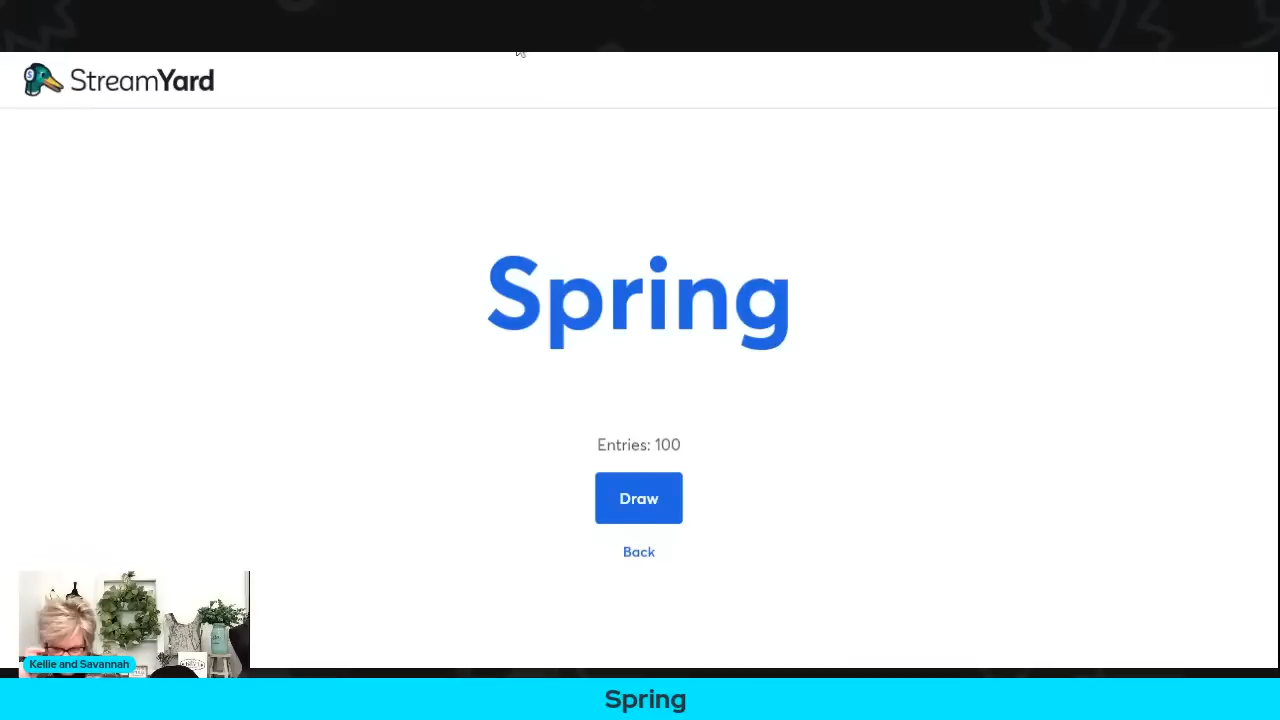 StreamYard
Spring
Entries: 100
Draw
Back
Kellie and Savannah
Spring